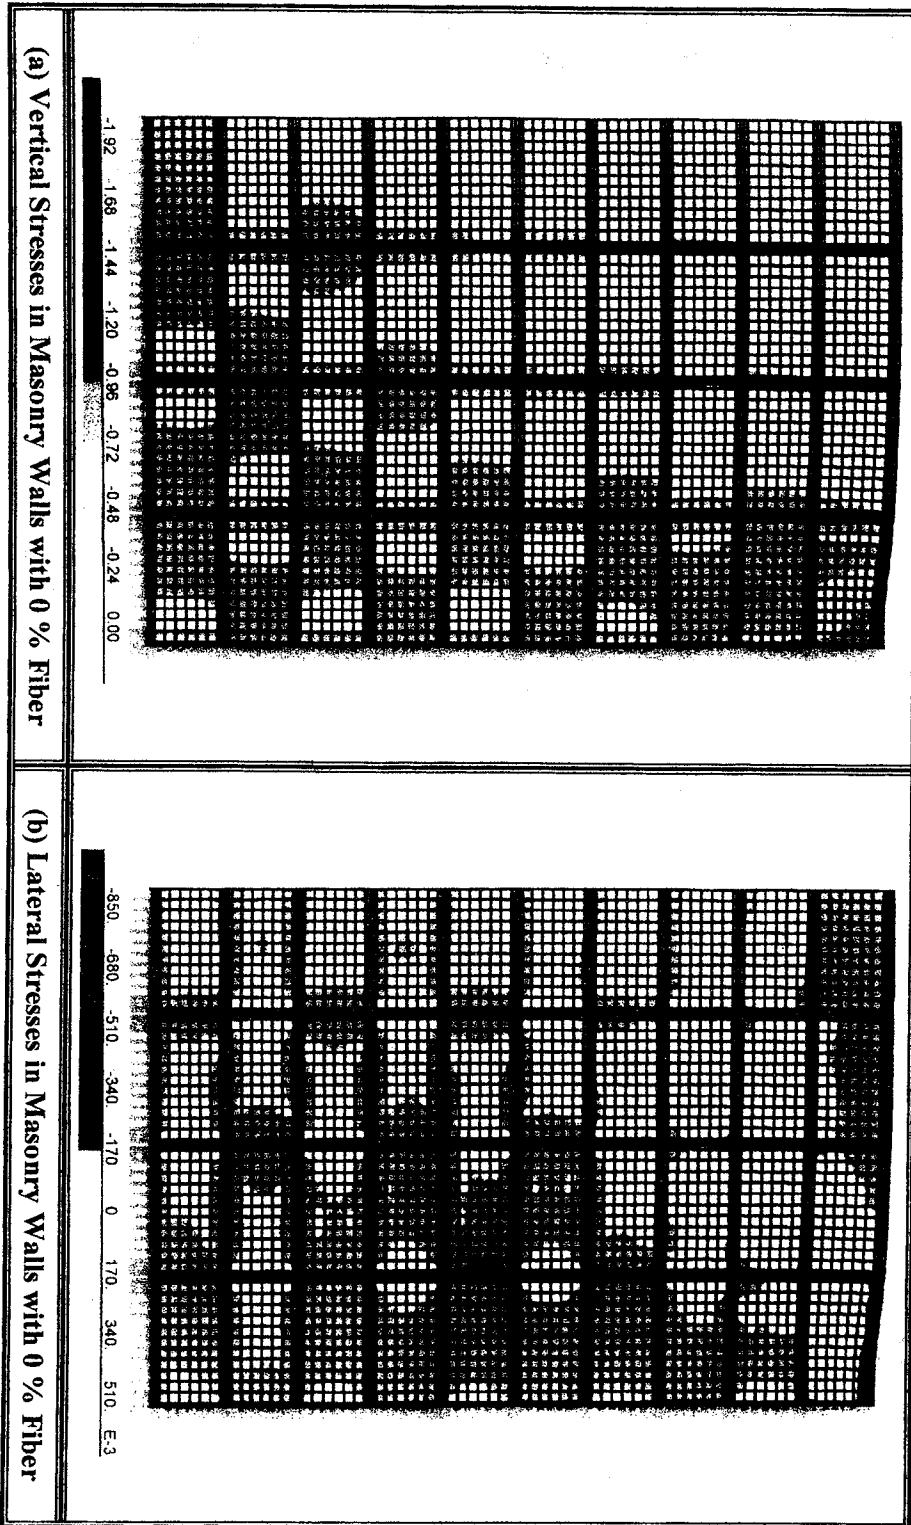 -1.92 -1.68 -1.44 -1.20 -0.96 -0.72 -0.48 -0.24 0.00
(a) Vertical Stresses in Masonry Walls with 0 % Fiber
-850. -680. -510. -340. -170 0 170. 340. 510 E-3
(b) Lateral Stresses in Masonry Walls with 0 % Fiber